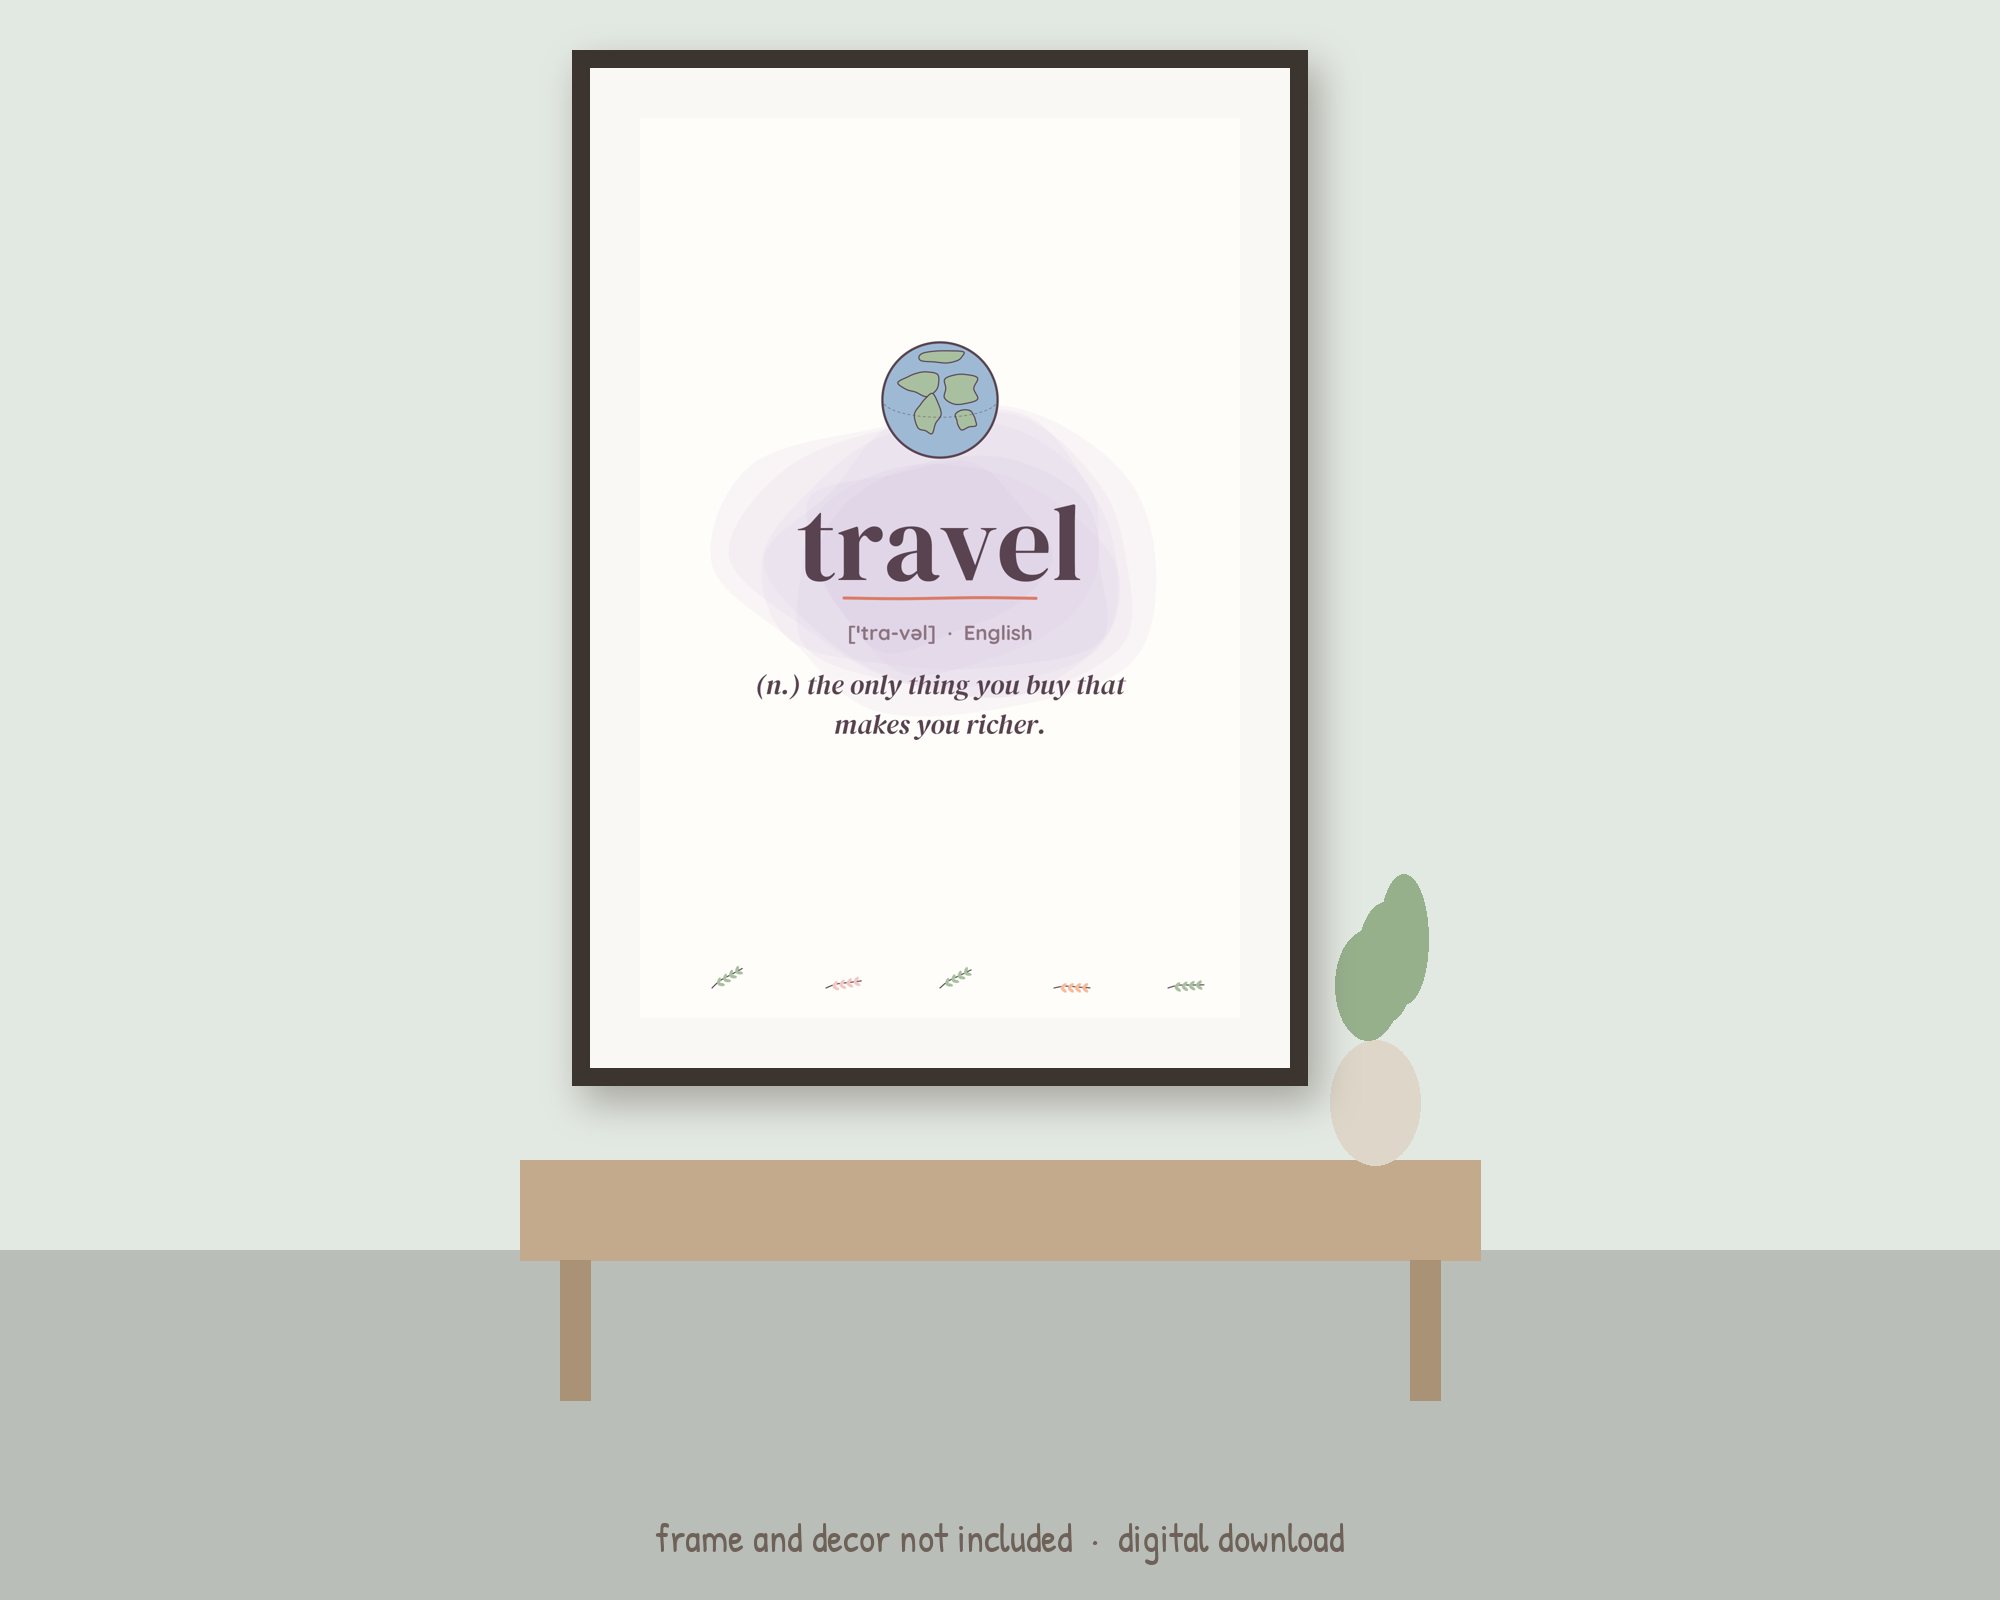 travel
['tra-vəl] · English
(n.) the only thing you buy that
makes you richer.
frame and decor not included · digital download